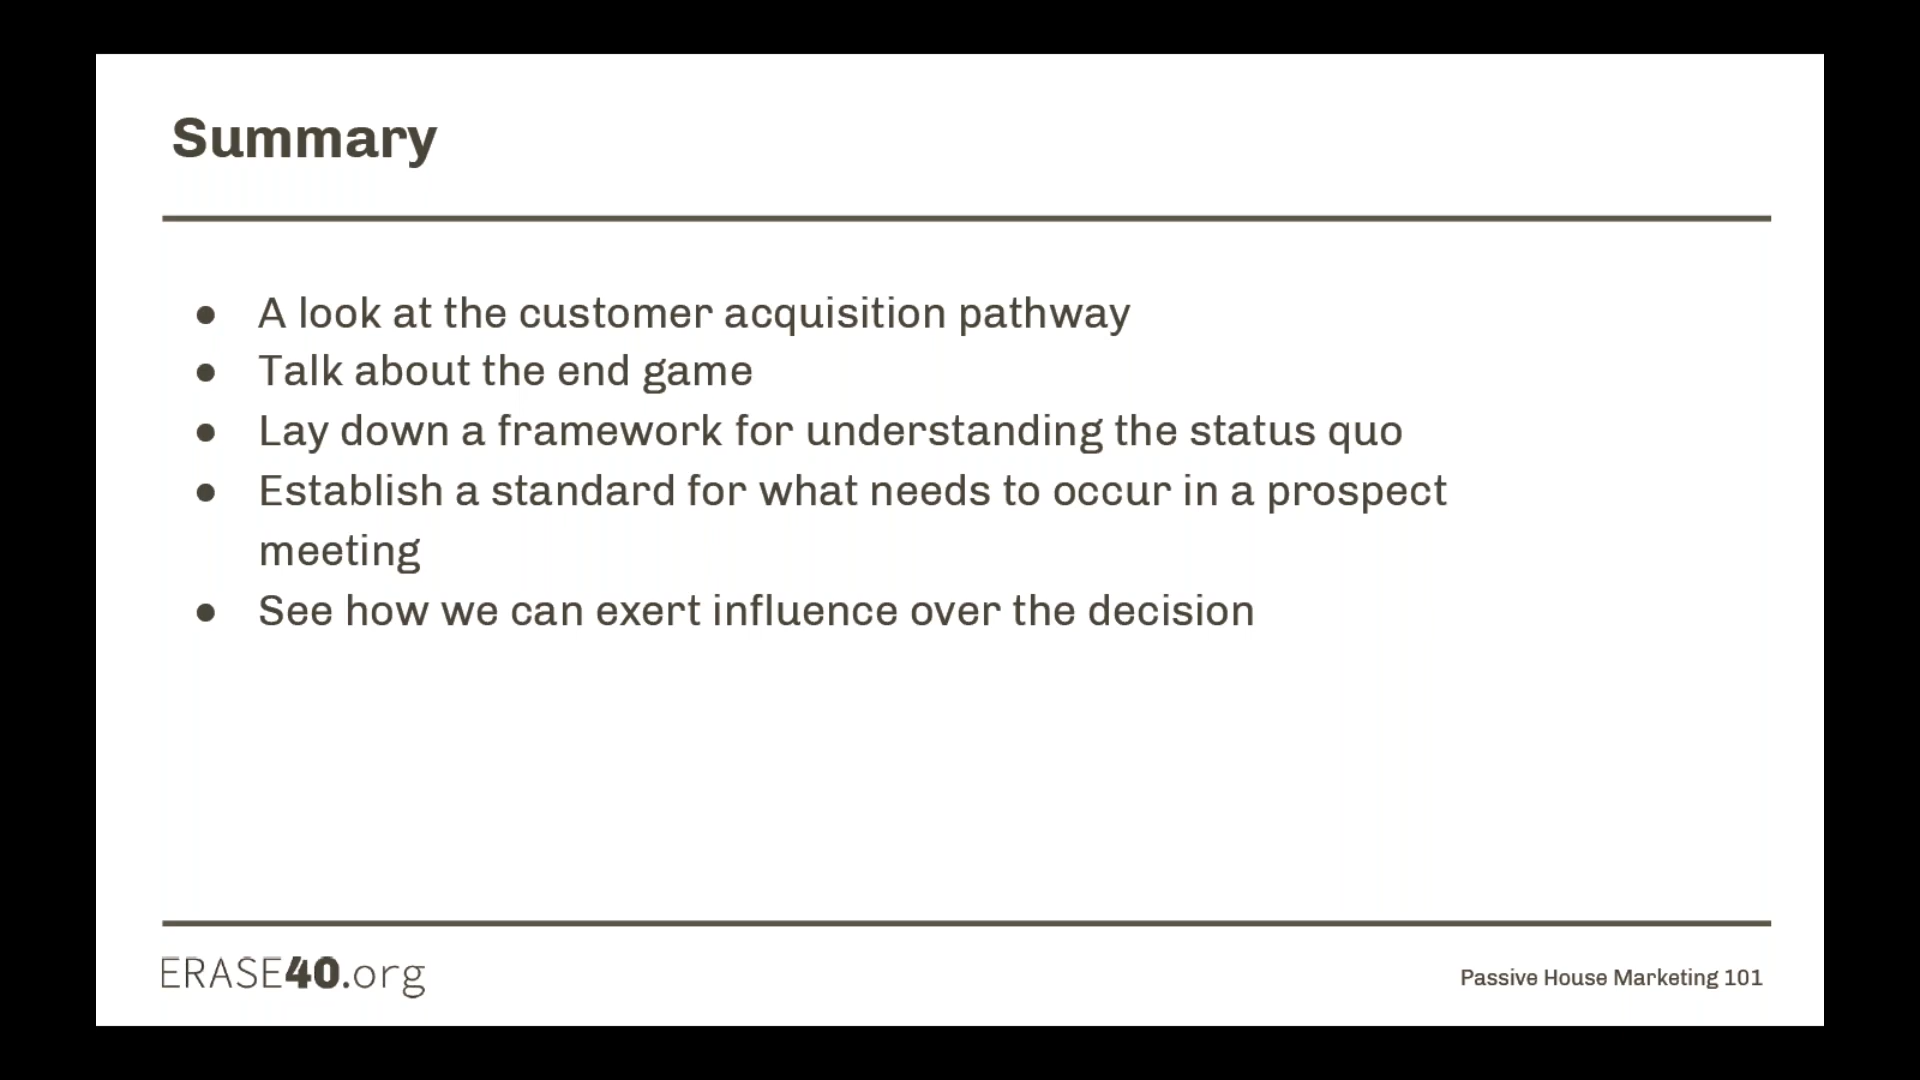 Summary
● A look at the customer acquisition pathway
● Talk about the end game
● Lay down a framework for understanding the status quo
● Establish a standard for what needs to occur in a prospect
meeting
● See how we can exert influence over the decision
ERASE40.org
Passive House Marketing 101